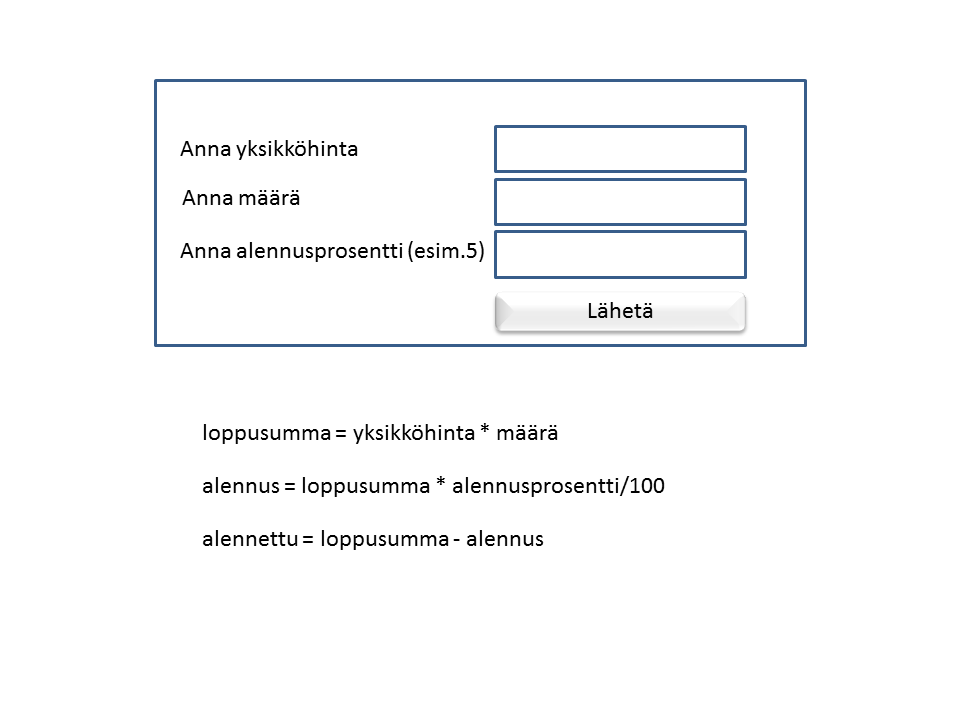 Anna yksikköhinta
Anna määrä
Anna alennusprosentti (esim.5)
Lähetä
loppusumma = yksikköhinta * määrä
alennus = loppusumma * alennusprosentti/100
alennettu = loppusumma - alennus